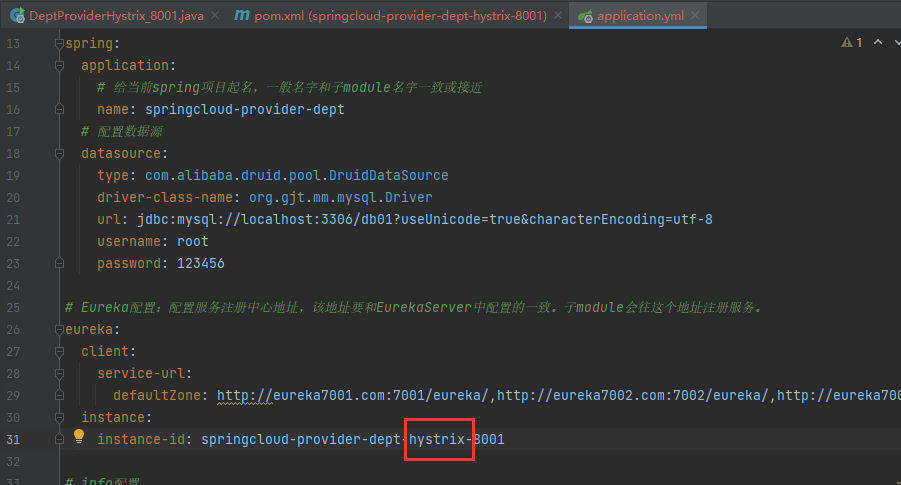 DeptProviderHystrix_8001.java pom.xml (springcloud-provider-dept-hystrix-8001) application.yml
13 spring: 1
14 application:
15 # 给当前spring项目起名，一般名字和子module名字一致或接近
16 name: springcloud-provider-dept
17 # 配置数据源
18 datasource:
19 type: com.alibaba.druid.pool.DruidDataSource
20 driver-class-name: org.gjt.mm.mysql.Driver
21 url: jdbc:mysql://localhost:3306/db01?useUnicode=true&characterEncoding=utf-8
22 username: root
23 password: 123456
24
25 # Eureka配置：配置服务注册中心地址，该地址要和EurekaServer中配置的一致。子module会往这个地址注册服务。
26 eureka:
27 client:
28 service-url:
29 defaultZone: http://eureka7001.com:7001/eureka/,http://eureka7002.com:7002/eureka/,http://eureka700
30 instance:
31 instance-id: springcloud-provider-dept-hystrix-8001
32
# info配置